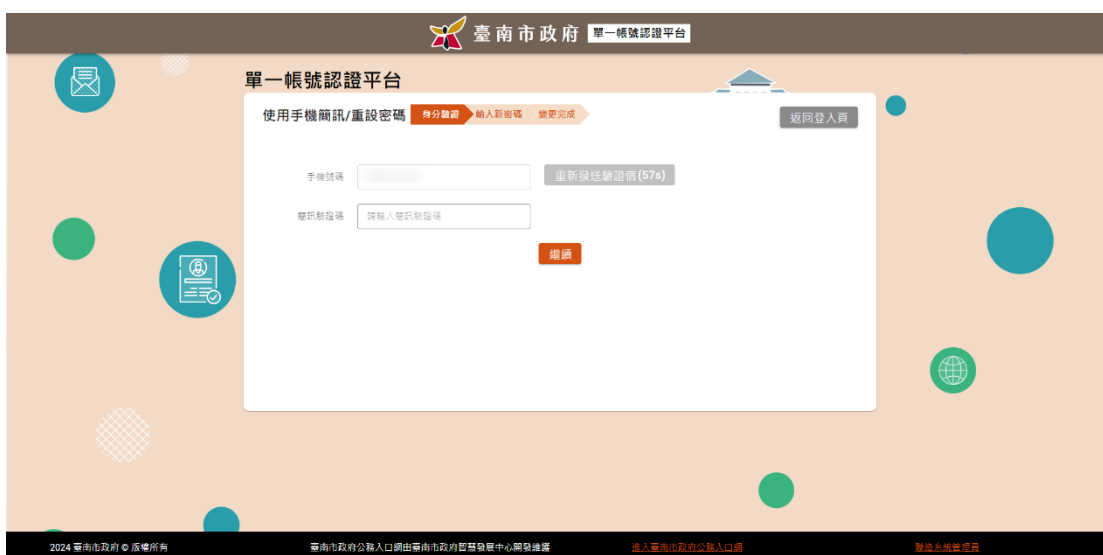 臺南市政府 單一帳號認證平台
單一帳號認證平台
使用手機簡訊/重設密碼 身分驗證 輸入新密碼 變更完成 返回登入頁
手機號碼 重新發送驗證信(57s)
簡訊驗證碼 請輸入簡訊驗證碼
繼續
2024 臺南市政府 © 版權所有 臺南市政府公務入口網由臺南市政府智慧發展中心開發維護 進入臺南市政府公務入口網 聯絡系統管理員